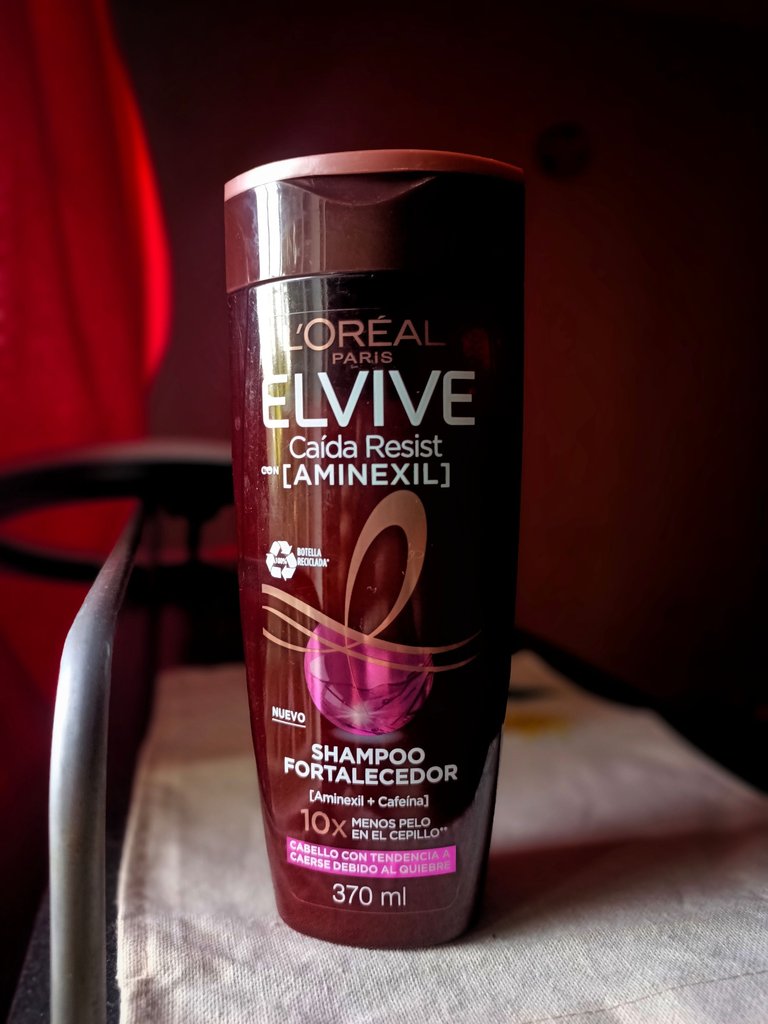 L'ORÉAL
PARIS
ELVIVE
Caída Resist
CON [AMINEXIL]
100%
BOTELLA
RECICLADA*
NUEVO
SHAMPOO
FORTALECEDOR
[Aminexil + Cafeína]
10x MENOS PELO
EN EL CEPILLO**
CABELLO CON TENDENCIA A
CAERSE DEBIDO AL QUIEBRE
370 ml